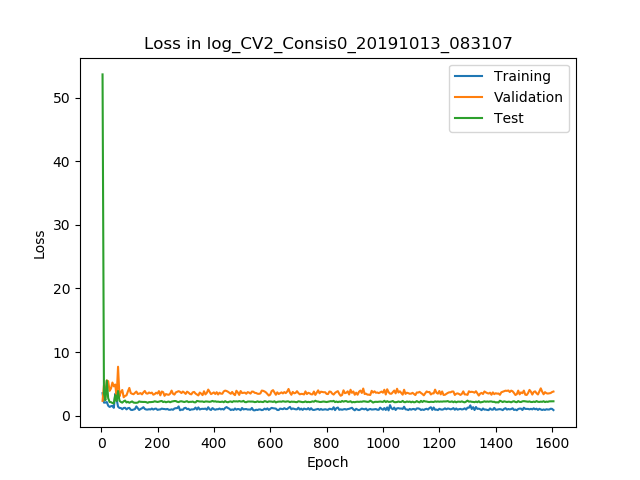 Loss in log_CV2_Consis0_20191013_083107
Training
Validation
Test
50
40
30
20
10
0
Loss
0 200 400 600 800 1000 1200 1400 1600
Epoch